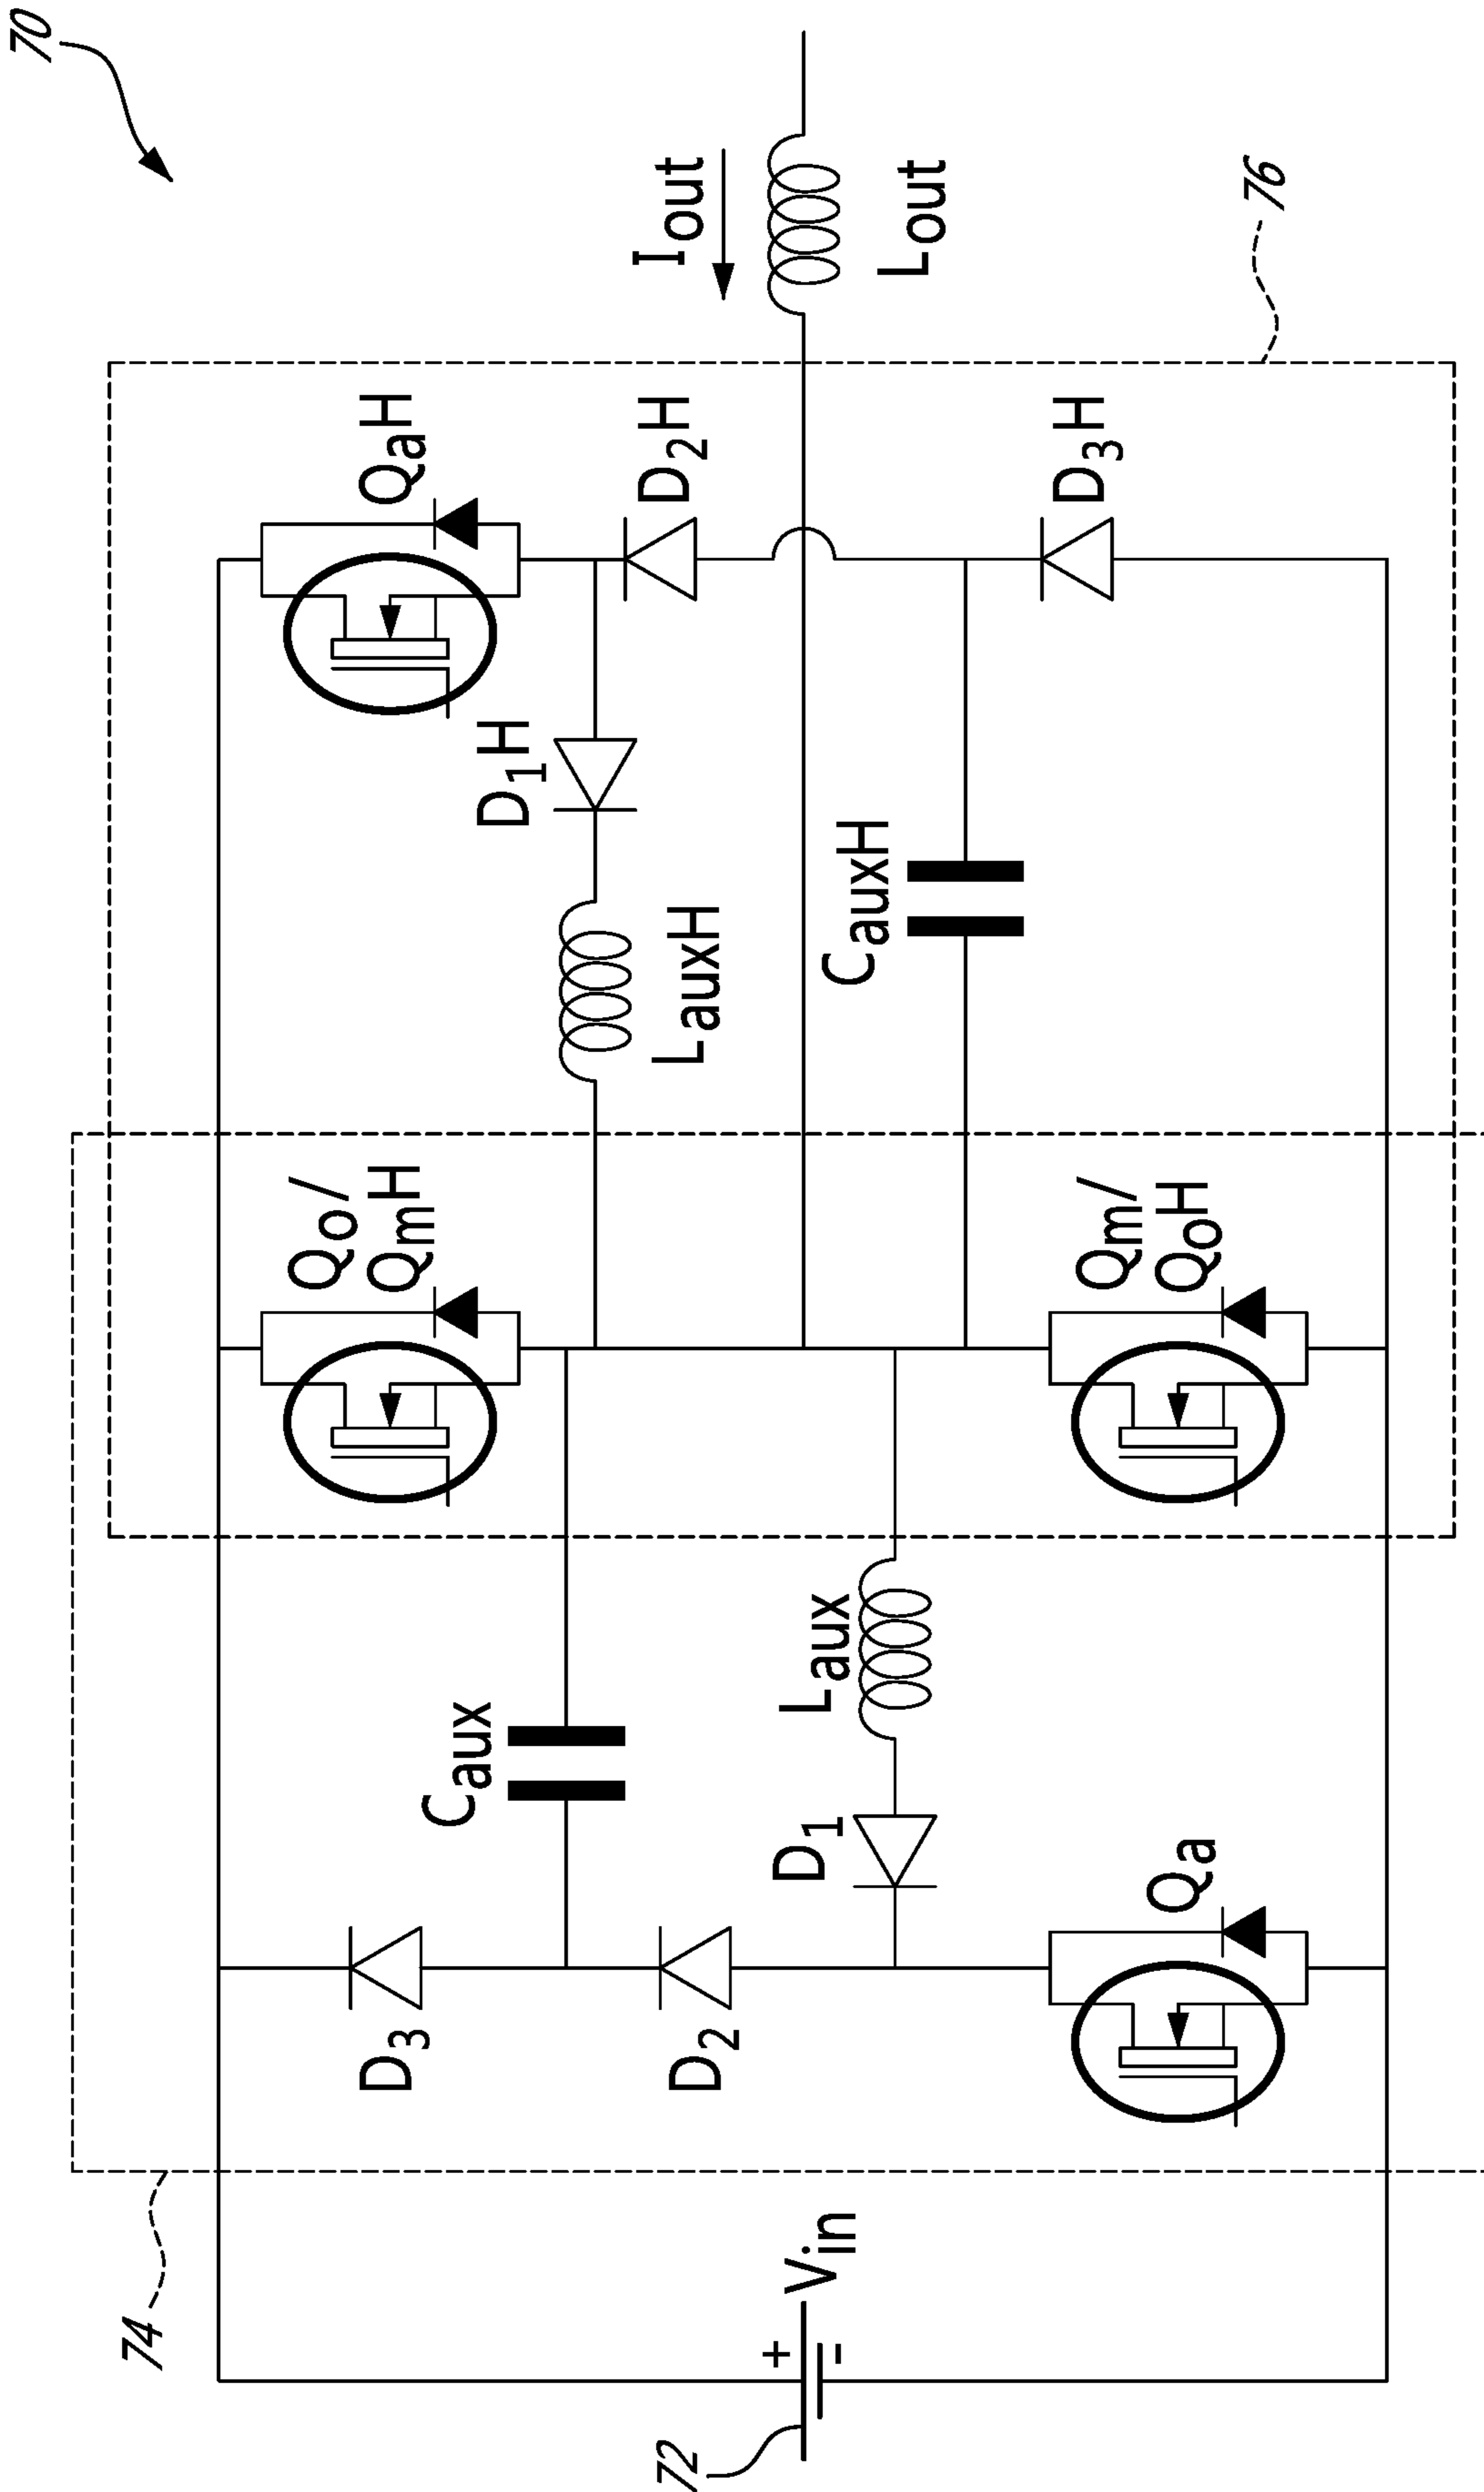 70
Iout
Lout
76
QaH
D2H
D3H
D1H
LauxH
CauxH
Qo/
QmH
Qm/
QoH
Caux
Laux
D1
Qa
D3
D2
74
+
Vin
-
72